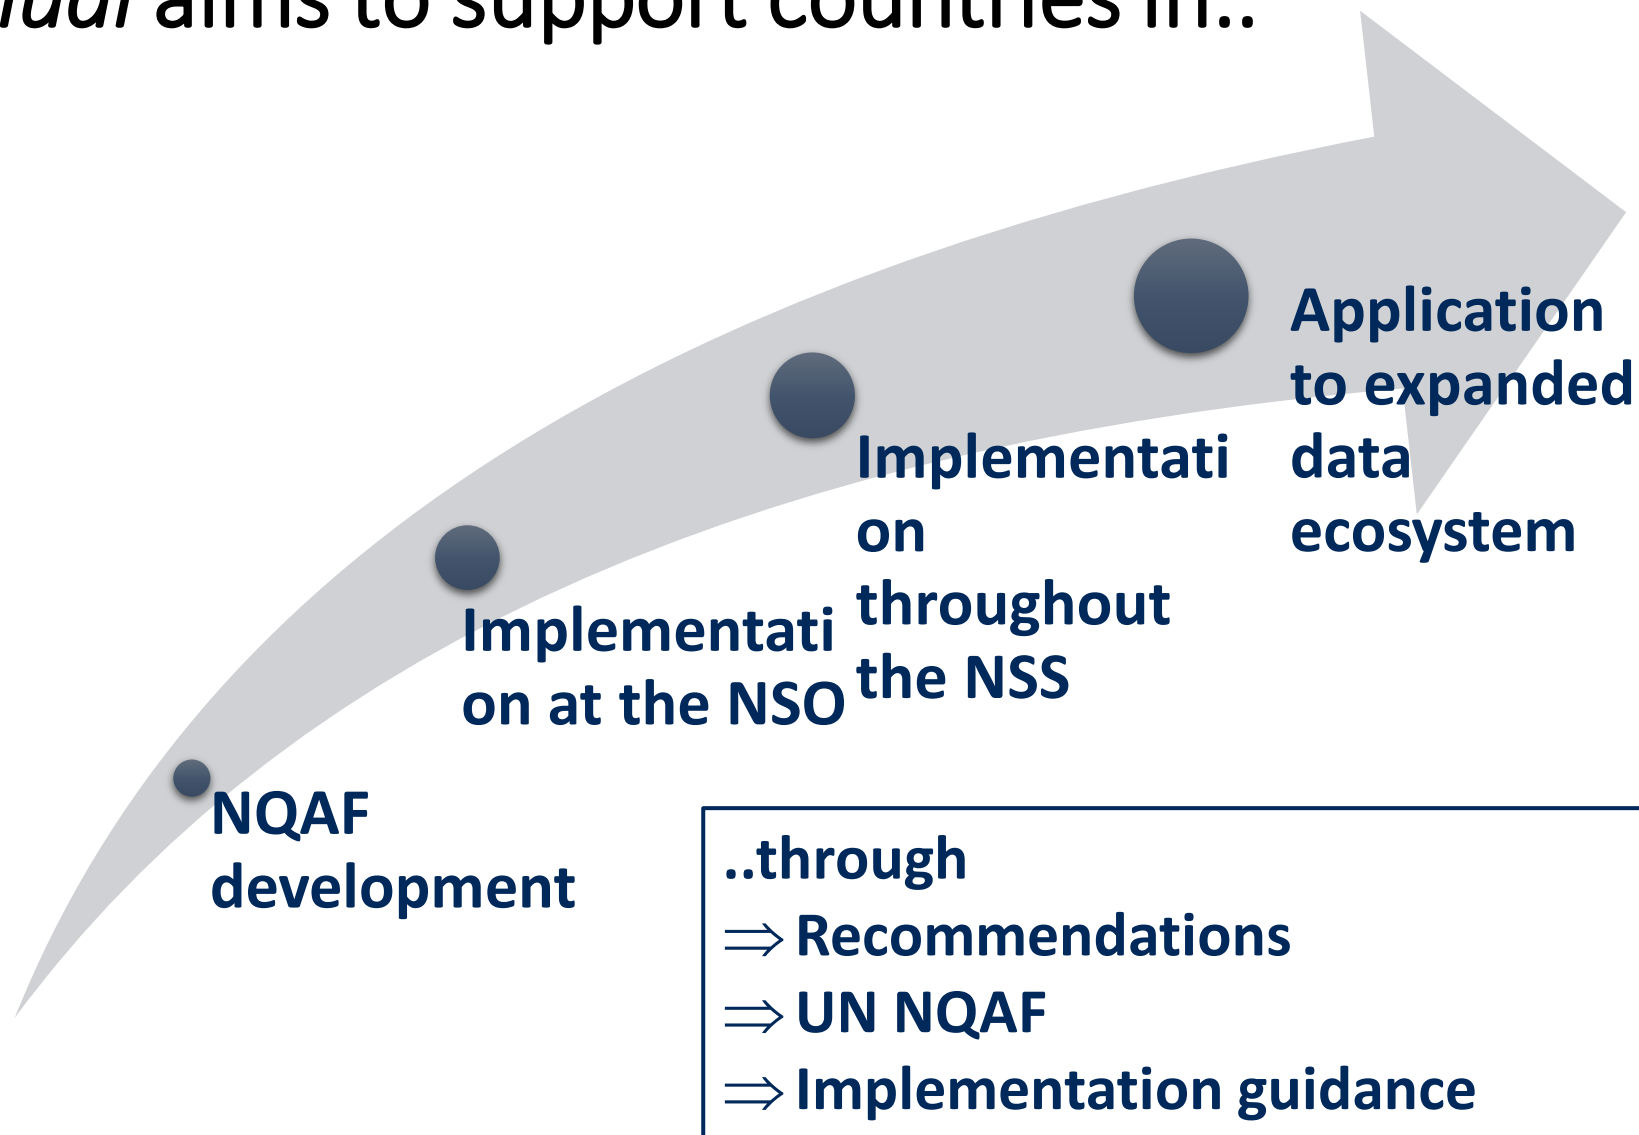 aims to support countries in..
Application
to expanded
data
ecosystem
Implementati
on
throughout
the NSS
Implementati
on at the NSO
NQAF
development
..through
⇒ Recommendations
⇒ UN NQAF
⇒ Implementation guidance